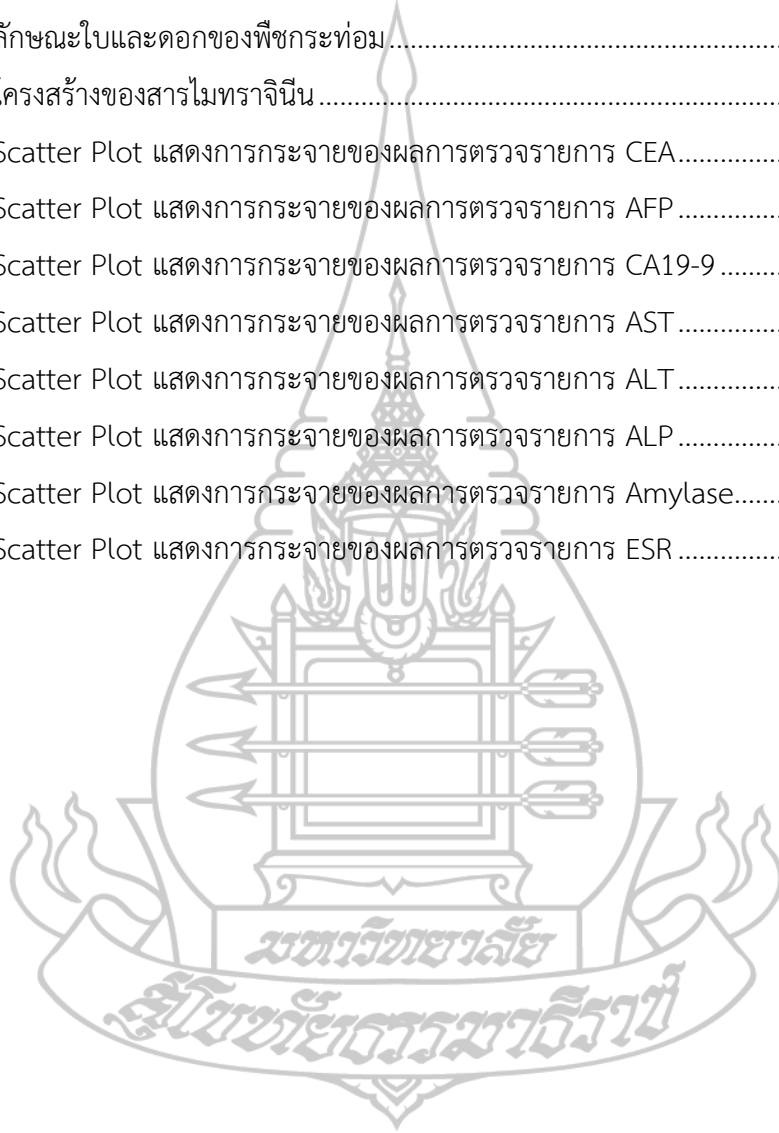 ลักษณะใบและดอกของพืชกระท่อม
โครงสร้างของสารไมทราจินีน
Scatter Plot แสดงการกระจายของผลการตรวจรายการ CEA
Scatter Plot แสดงการกระจายของผลการตรวจรายการ AFP
Scatter Plot แสดงการกระจายของผลการตรวจรายการ CA19-9
Scatter Plot แสดงการกระจายของผลการตรวจรายการ AST
Scatter Plot แสดงการกระจายของผลการตรวจรายการ ALT
Scatter Plot แสดงการกระจายของผลการตรวจรายการ ALP
Scatter Plot แสดงการกระจายของผลการตรวจรายการ Amylase
Scatter Plot แสดงการกระจายของผลการตรวจรายการ ESR
มหาวิทยาลัย
สุโขทัยธรรมาธิราช